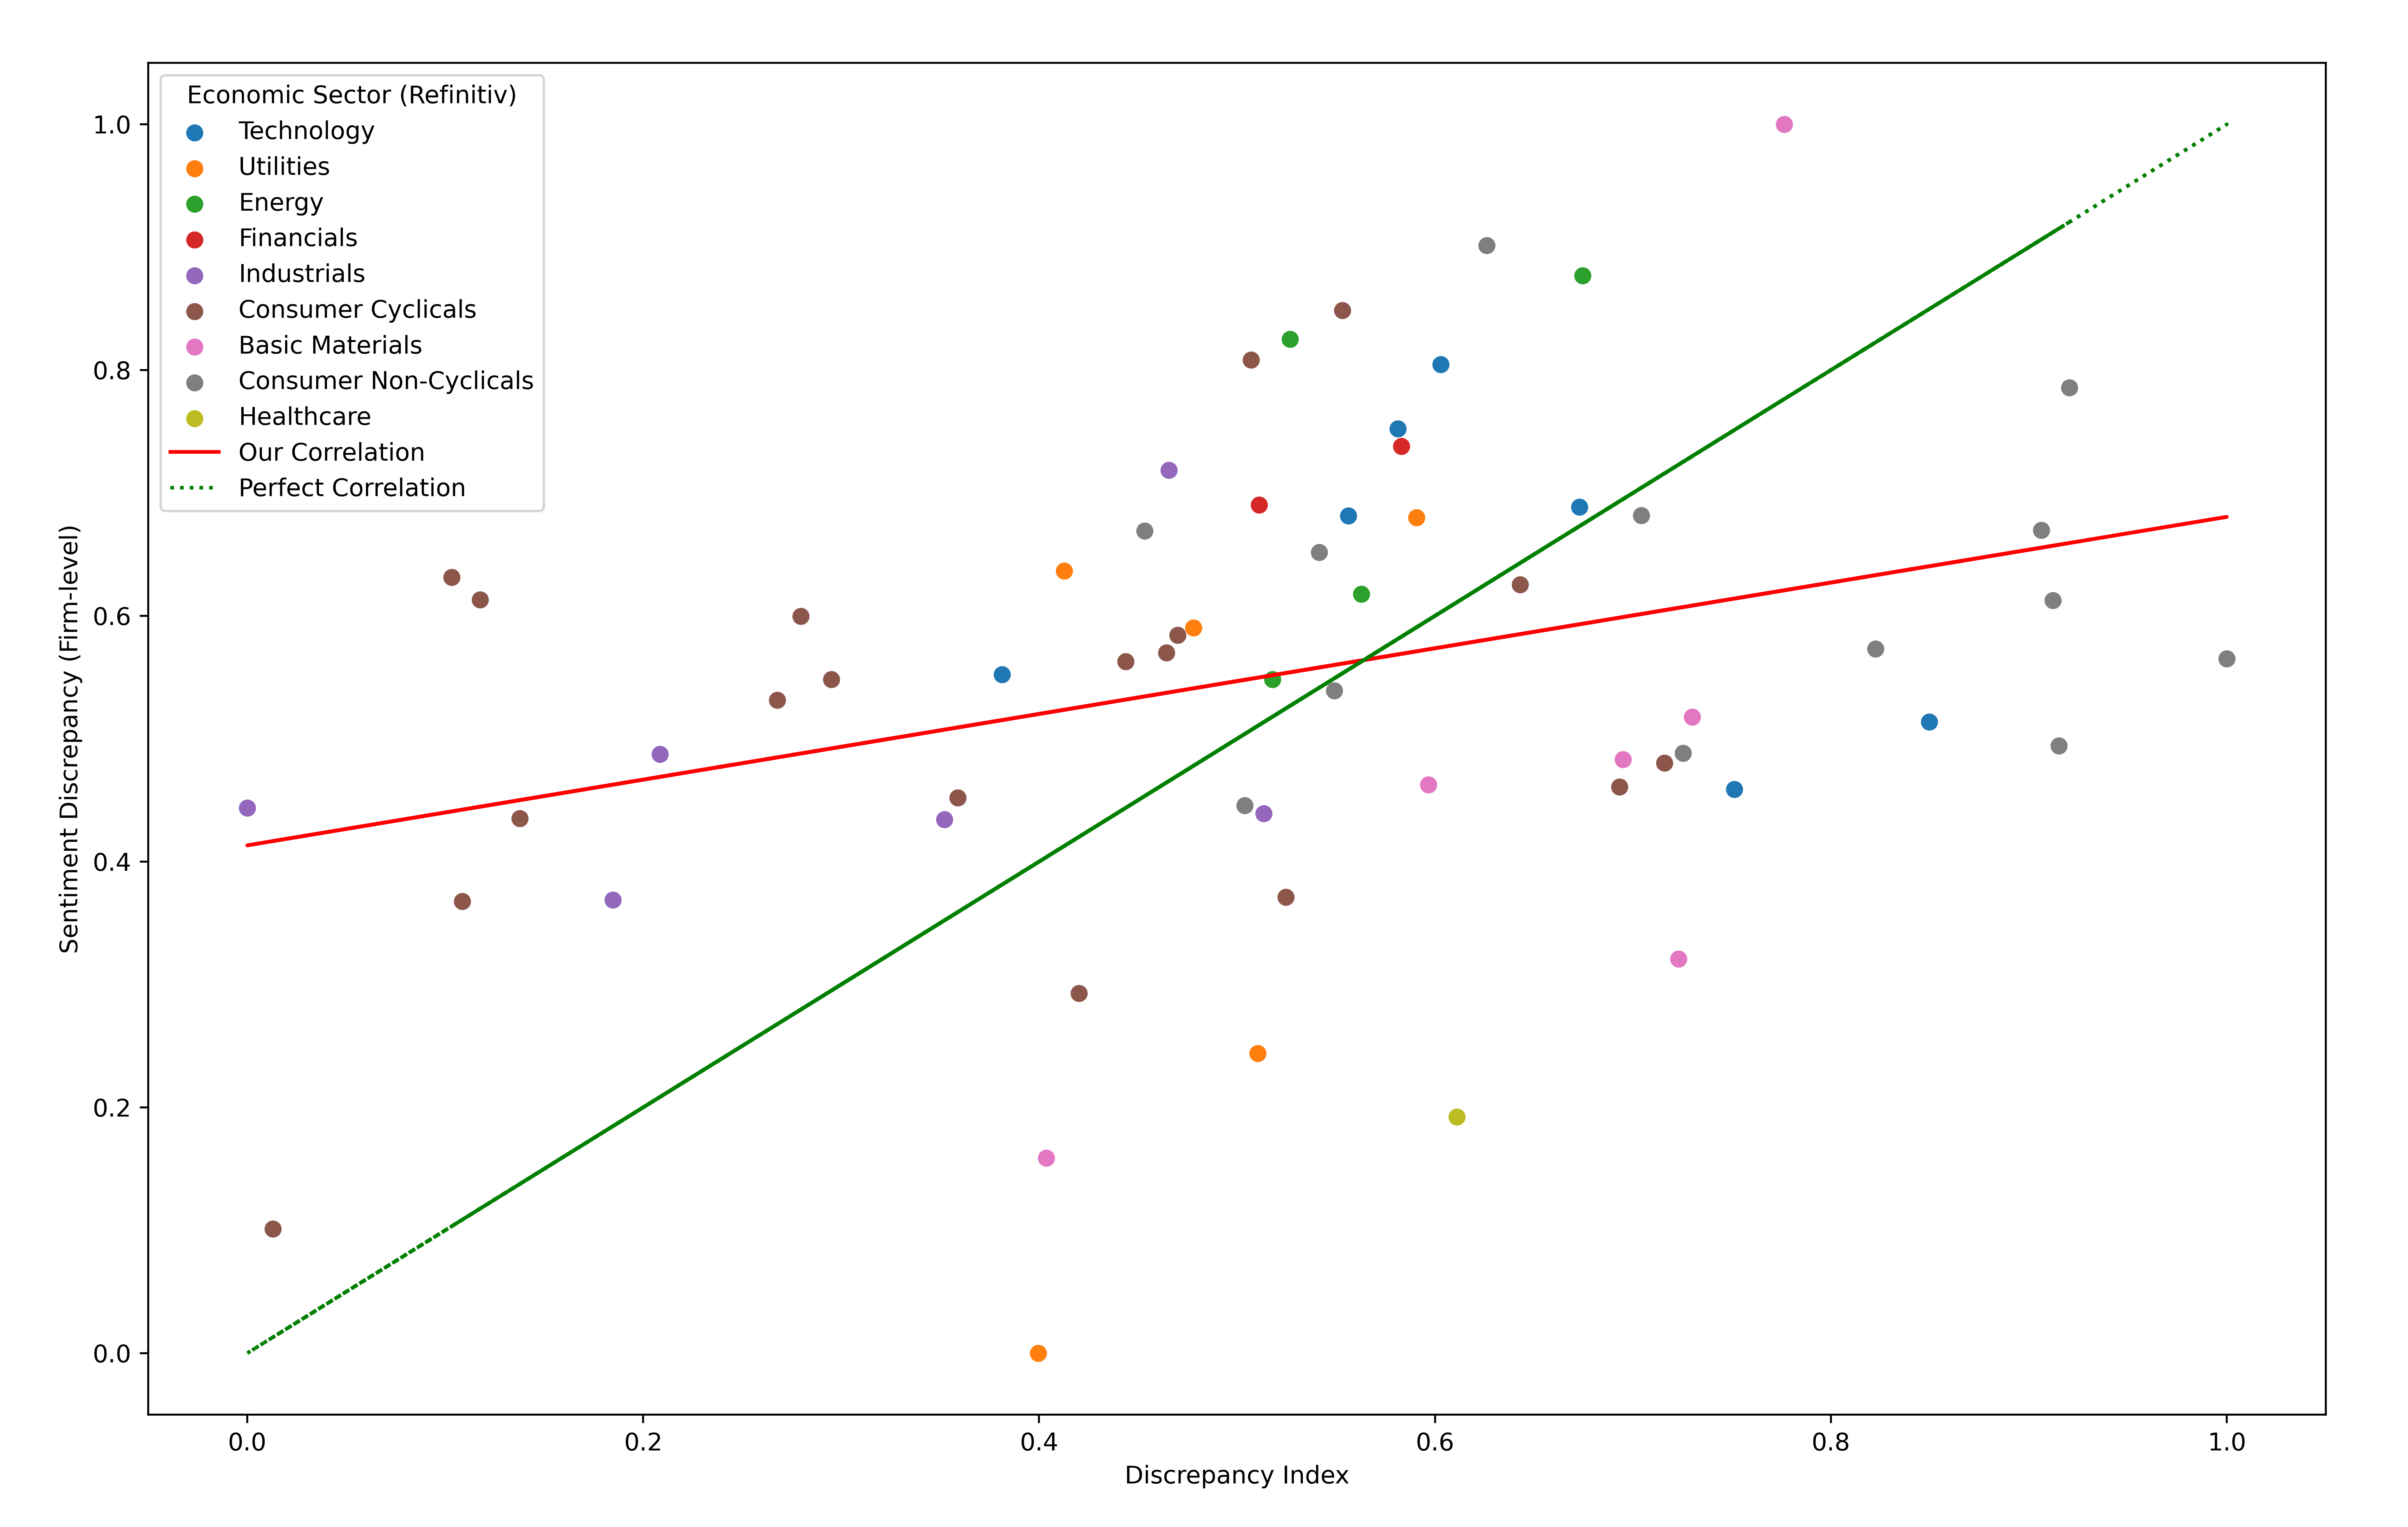 Economic Sector (Refinitiv)
Technology
Utilities
Energy
Financials
Industrials
Consumer Cyclicals
Basic Materials
Consumer Non-Cyclicals
Healthcare
Our Correlation
Perfect Correlation
1.0
0.8
0.6
0.4
0.2
0.0
Sentiment Discrepancy (Firm-level)
0.0 0.2 0.4 0.6 0.8 1.0
Discrepancy Index